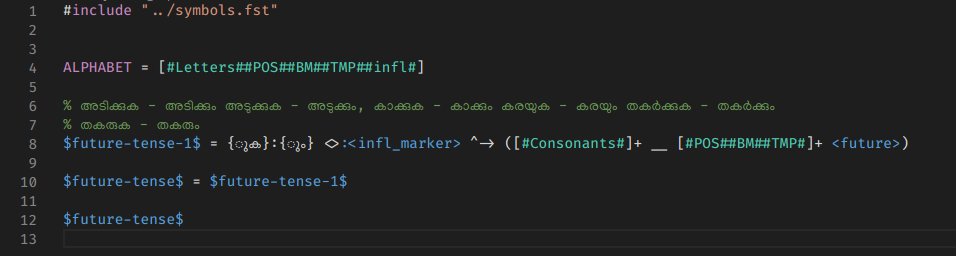 1 #include "../symbols.fst"
2
3
4 ALPHABET = [#Letters##POS##BM##TMP##infl#]
5
6 % അടിക്കുക - അടിക്കും അടുക്കുക - അടുക്കും, കാക്കുക - കാക്കും കരയുക - കരയും തകർക്കുക - തകർക്കും
7 % തകരുക - തകരും
8 $future-tense-1$ = {ുക}:{ും} <>:<infl_marker> ^-> ([#Consonants#]+ __ [#POS##BM##TMP#]+ <future>)
9
10 $future-tense$ = $future-tense-1$
11
12 $future-tense$
13